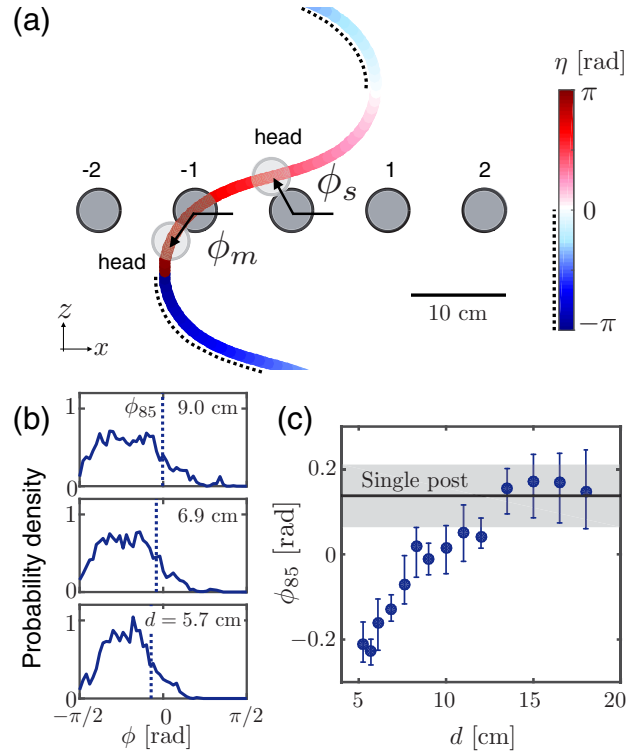 (a)
η [rad]
π
0
−π
head
-2
-1
1
2
ϕs
ϕm
head
10 cm
z
x
(b)
(c)
Probability density
1
0
ϕ85
9.0 cm
1
0
6.9 cm
1
0
d = 5.7 cm
−π/2
0
π/2
ϕ [rad]
ϕ85 [rad]
0.2
0
−0.2
Single post
5
10
15
20
d [cm]